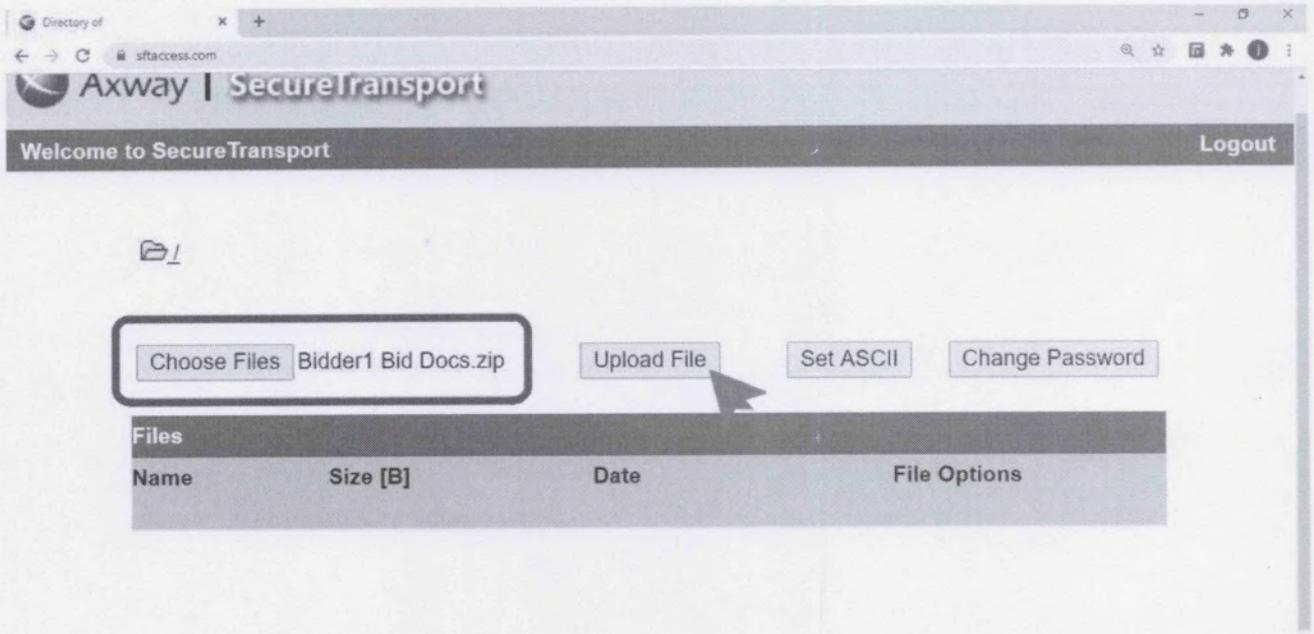 Directory of
sftaccess.com
Axway | SecureTransport
Welcome to SecureTransport
Logout
/
Choose Files Bidder1 Bid Docs.zip
Upload File
Set ASCII
Change Password
Files
Name Size [B] Date File Options